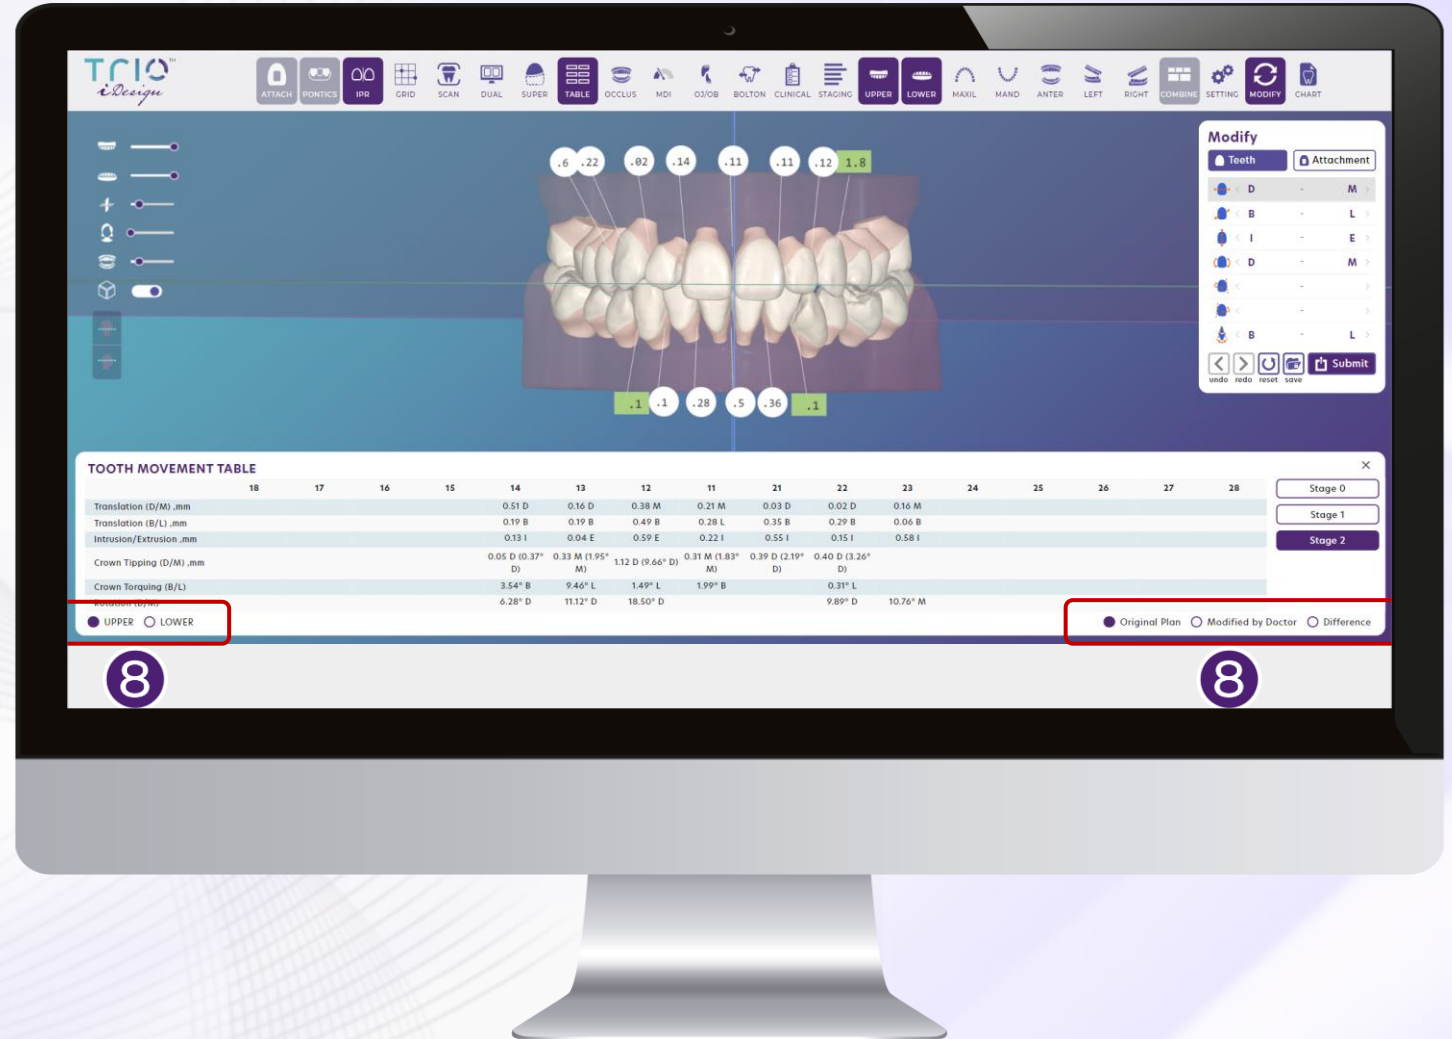 TRIO™
iDesign
ATTACH PONTICS IPR GRID SCAN DUAL SUPER TABLE OCCLUS MDI OJ/OB BOLTON CLINICAL STAGING UPPER LOWER MAXIL MAND ANTER LEFT RIGHT COMBINE SETTING MODIFY CHART
.6 .22 .02 .14 .11 .11 .12 1.8
.1 .1 .28 .5 .36 .1
Modify
Teeth Attachment
D - M
B - L
I - E
D - M
-
-
B - L
undo redo reset save Submit
TOOTH MOVEMENT TABLE ×
18 17 16 15 14 13 12 11 21 22 23 24 25 26 27 28
Translation (D/M) ,mm 0.51 D 0.16 D 0.38 M 0.21 M 0.03 D 0.02 D 0.16 M
Translation (B/L) ,mm 0.19 B 0.19 B 0.49 B 0.28 L 0.35 B 0.29 B 0.06 B
Intrusion/Extrusion ,mm 0.13 I 0.04 E 0.59 E 0.22 I 0.55 I 0.15 I 0.58 I
Crown Tipping (D/M) ,mm 0.05 D (0.37° D) 0.33 M (1.95° M) 1.12 D (9.66° D) 0.31 M (1.83° M) 0.39 D (2.19° D) 0.40 D (3.26° D)
Crown Torquing (B/L) 3.54° B 9.46° L 1.49° L 1.99° B 0.31° L
Rotation (D/M) 6.28° D 11.12° D 18.50° D 9.89° D 10.76° M
Stage 0
Stage 1
Stage 2
UPPER LOWER
Original Plan Modified by Doctor Difference
8 8